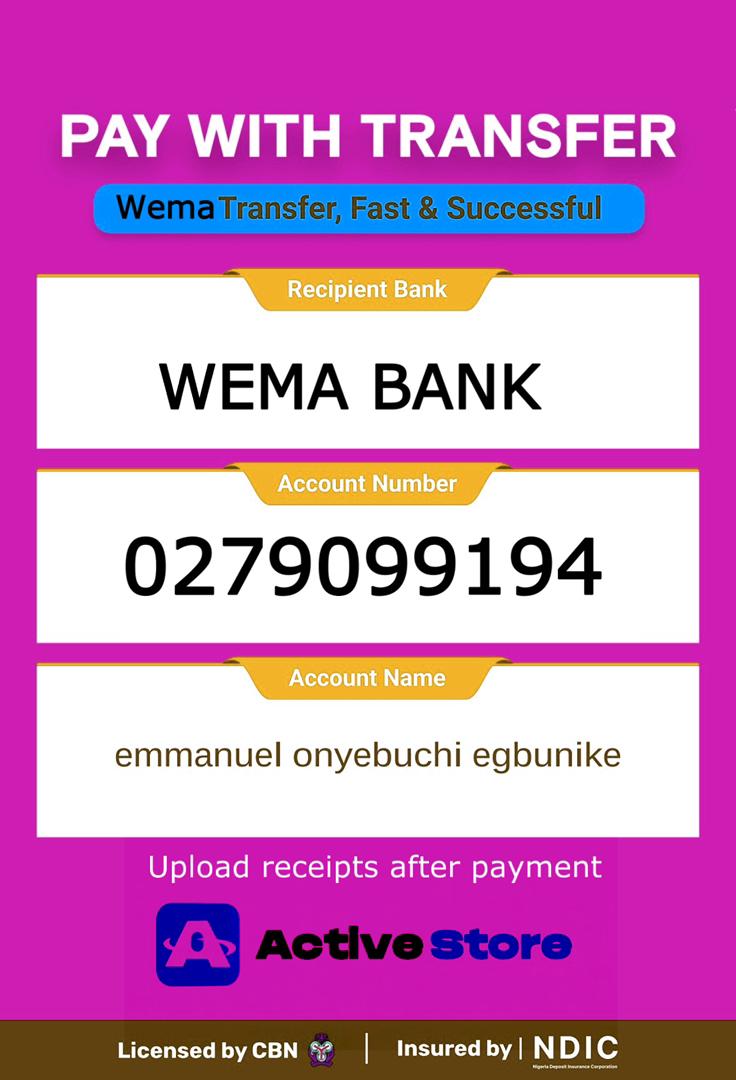 PAY WITH TRANSFER
Wema Transfer, Fast & Successful
Recipient Bank
WEMA BANK
Account Number
0279099194
Account Name
emmanuel onyebuchi egbunike
Upload receipts after payment
Active Store
Licensed by CBN | Insured by | NDIC
Nigeria Deposit Insurance Corporation